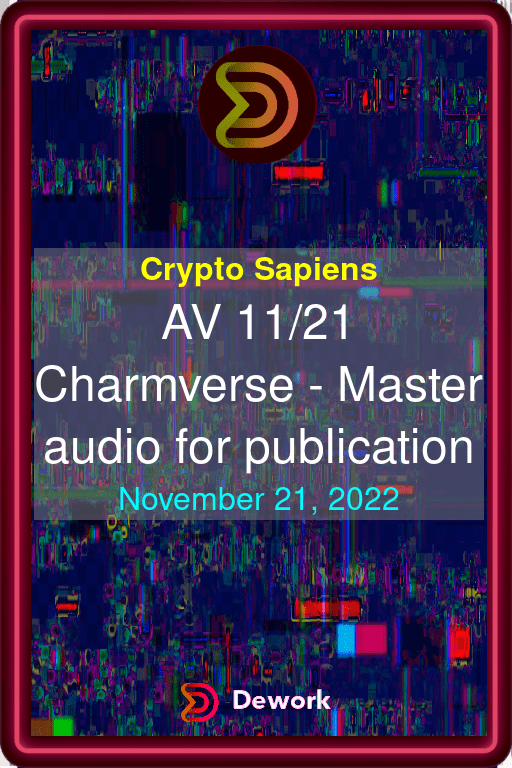 Crypto Sapiens
AV 11/21
Charmverse - Master
audio for publication
November 21, 2022
Dework